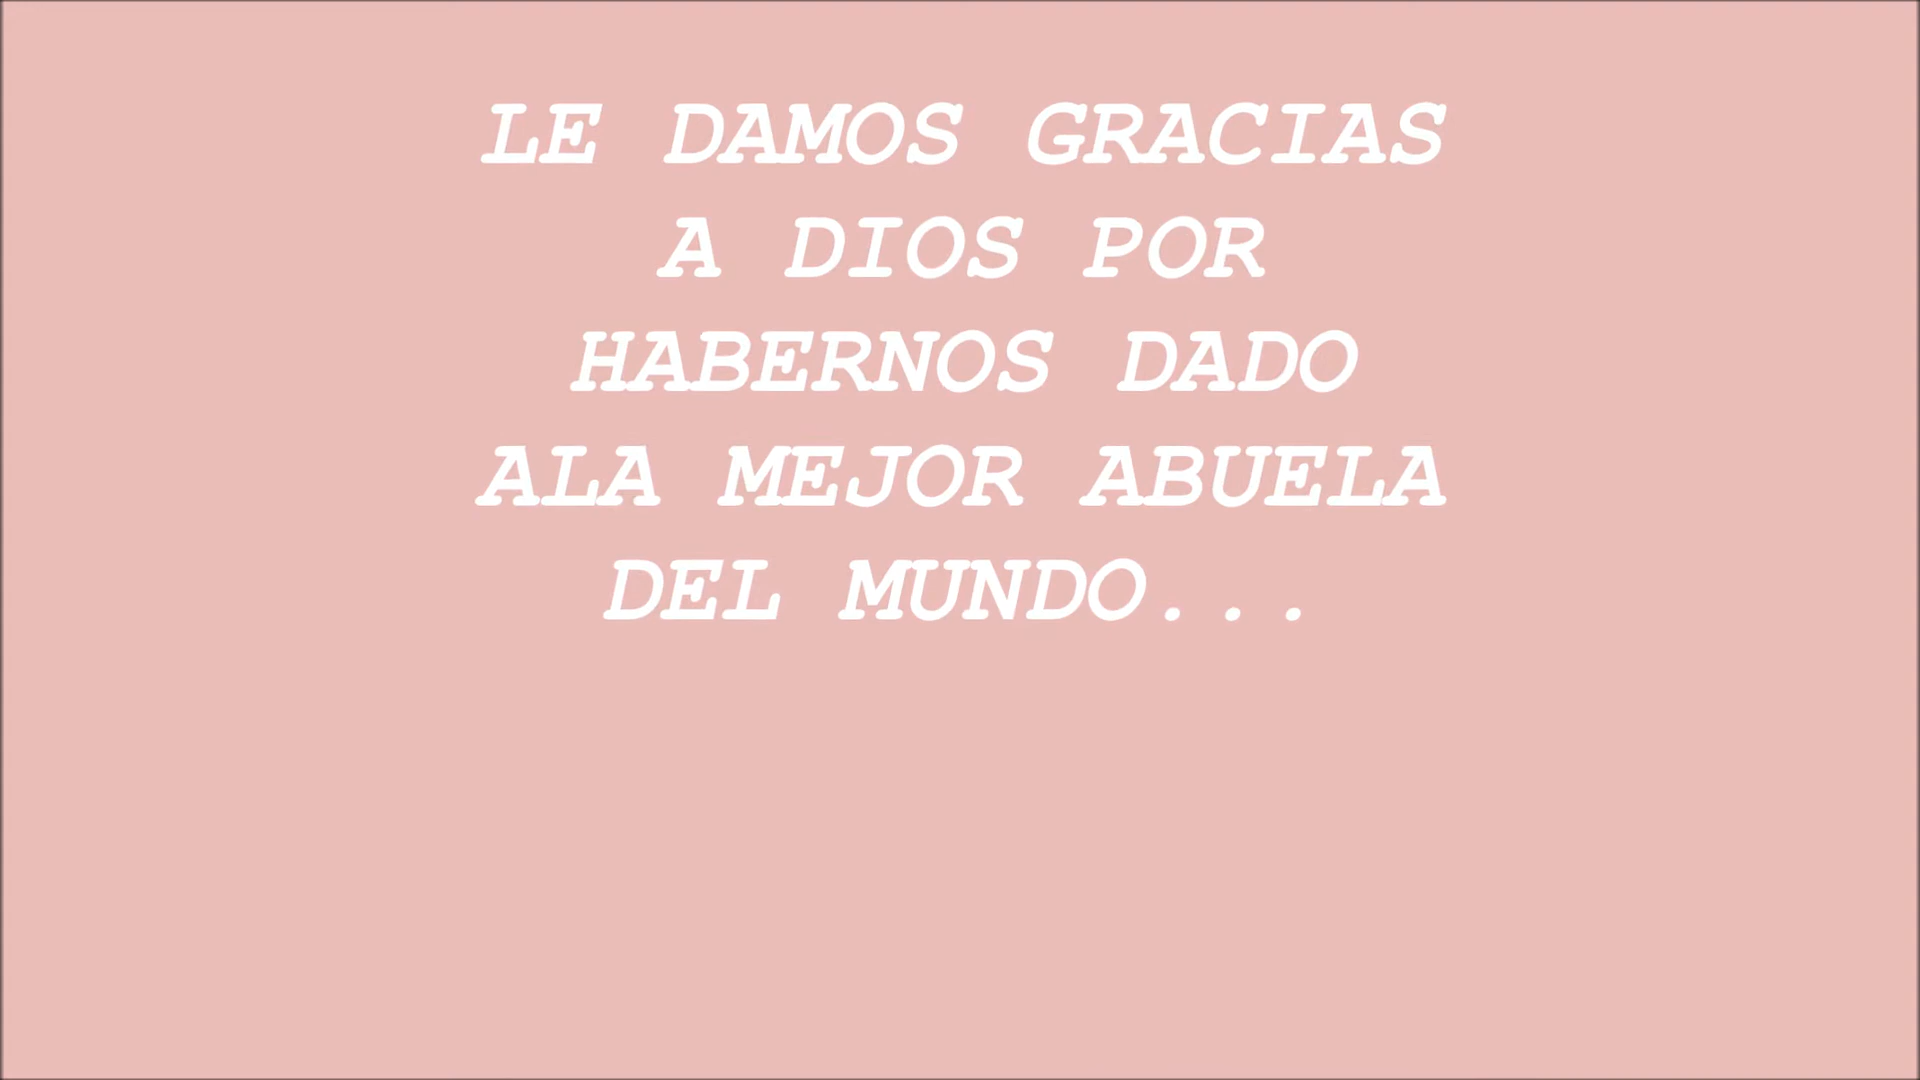 LE DAMOS GRACIAS
A DIOS POR
HABERNOS DADO
ALA MEJOR ABUELA
DEL MUNDO...